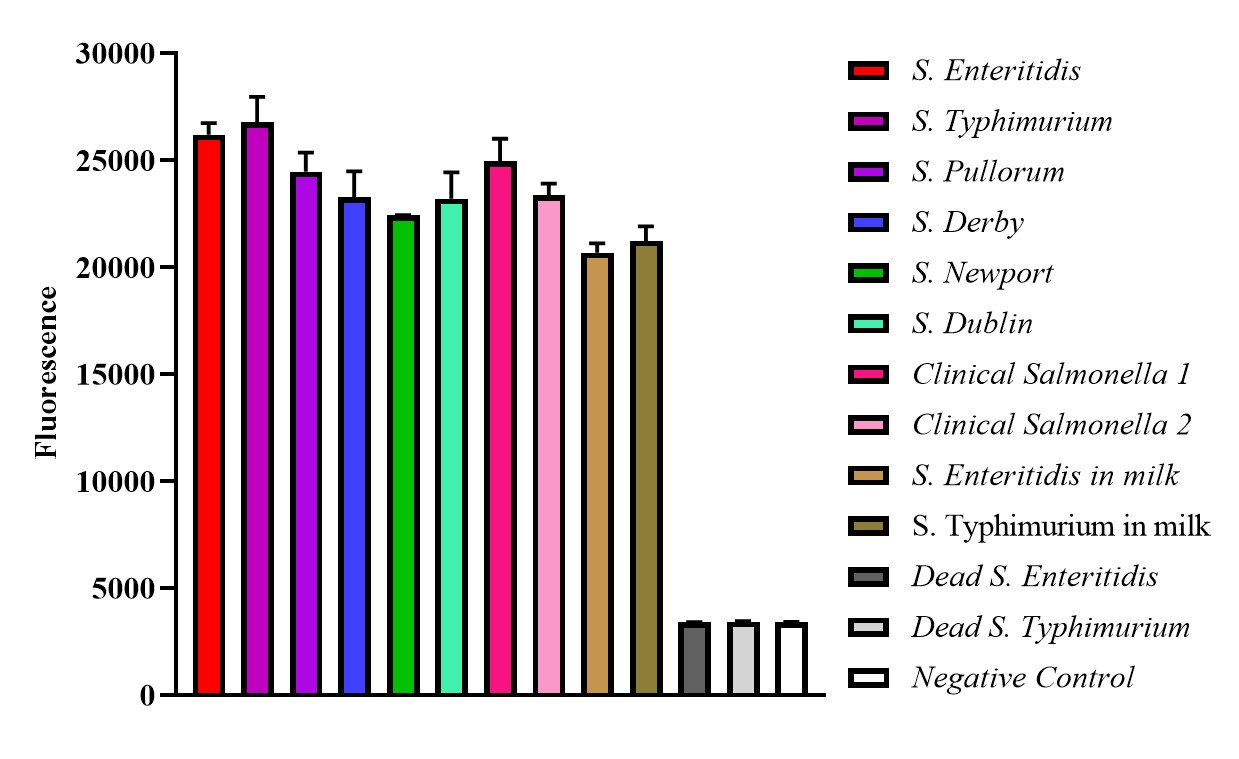 30000
25000
20000
15000
10000
5000
0
Fluorescence
S. Enteritidis
S. Typhimurium
S. Pullorum
S. Derby
S. Newport
S. Dublin
Clinical Salmonella 1
Clinical Salmonella 2
S. Enteritidis in milk
S. Typhimurium in milk
Dead S. Enteritidis
Dead S. Typhimurium
Negative Control